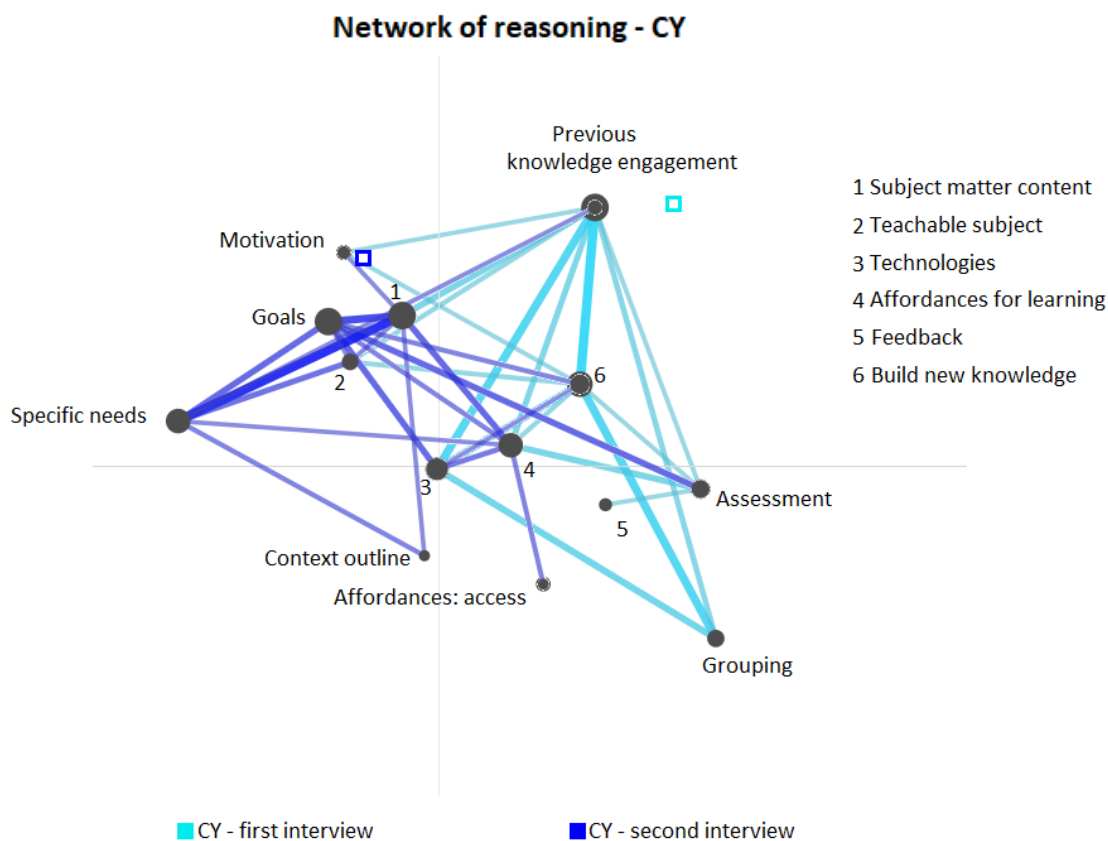 Network of reasoning - CY
Previous
knowledge engagement
1 Subject matter content
2 Teachable subject
3 Technologies
4 Affordances for learning
5 Feedback
6 Build new knowledge
Motivation
1
Goals
2
6
Specific needs
4
3
Assessment
5
Context outline
Affordances: access
Grouping
CY - first interview
CY - second interview